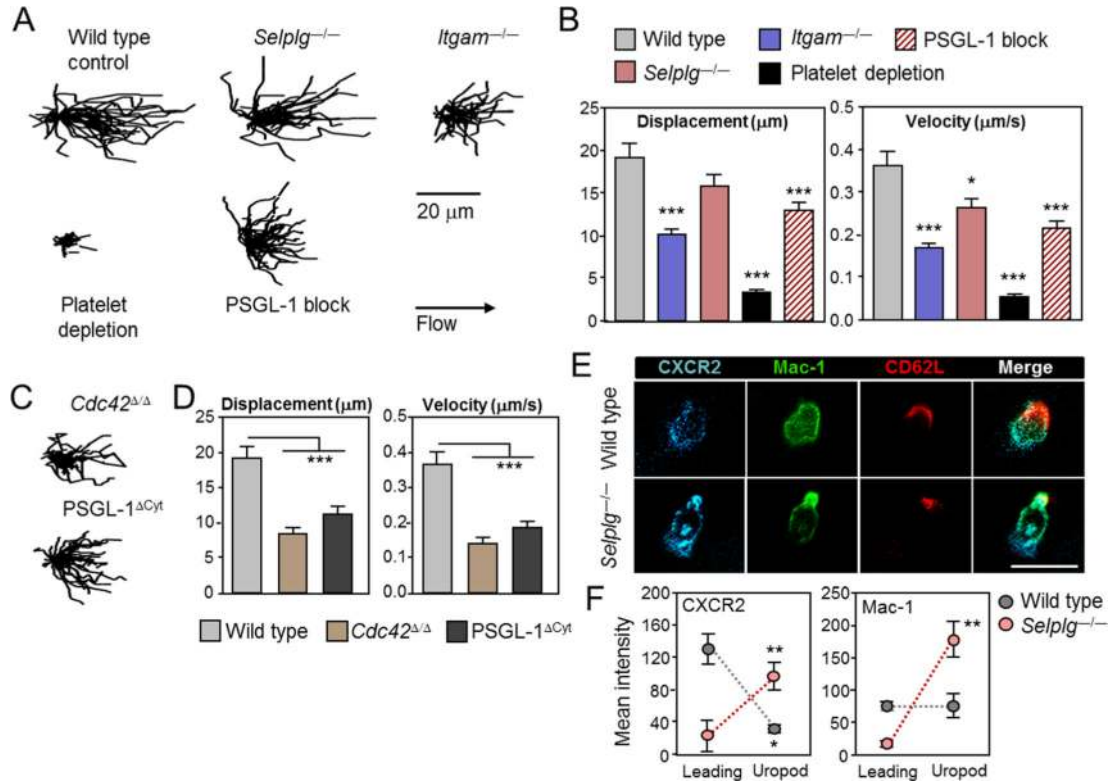 A
Wild type
control
Selplg–/–
Itgam–/–
20 µm
Platelet
depletion
PSGL-1 block
Flow
B
Wild type
Itgam–/–
PSGL-1 block
Selplg–/–
Platelet depletion
Displacement (µm)
25
20
15
10
5
0
***
***
***
Velocity (µm/s)
0.5
0.4
0.3
0.2
0.1
0.0
***
*
***
***
C
Cdc42Δ/Δ
PSGL-1ΔCyt
D
Displacement (µm)
25
20
15
10
5
0
***
Velocity (µm/s)
0.5
0.4
0.3
0.2
0.1
0.0
***
Wild type
Cdc42Δ/Δ
PSGL-1ΔCyt
E
CXCR2
Mac-1
CD62L
Merge
Wild type
Selplg–/–
F
Mean intensity
CXCR2
200
160
120
80
40
0
**
*
Leading
Uropod
Mac-1
250
200
150
100
50
0
**
Leading
Uropod
Wild type
Selplg–/–